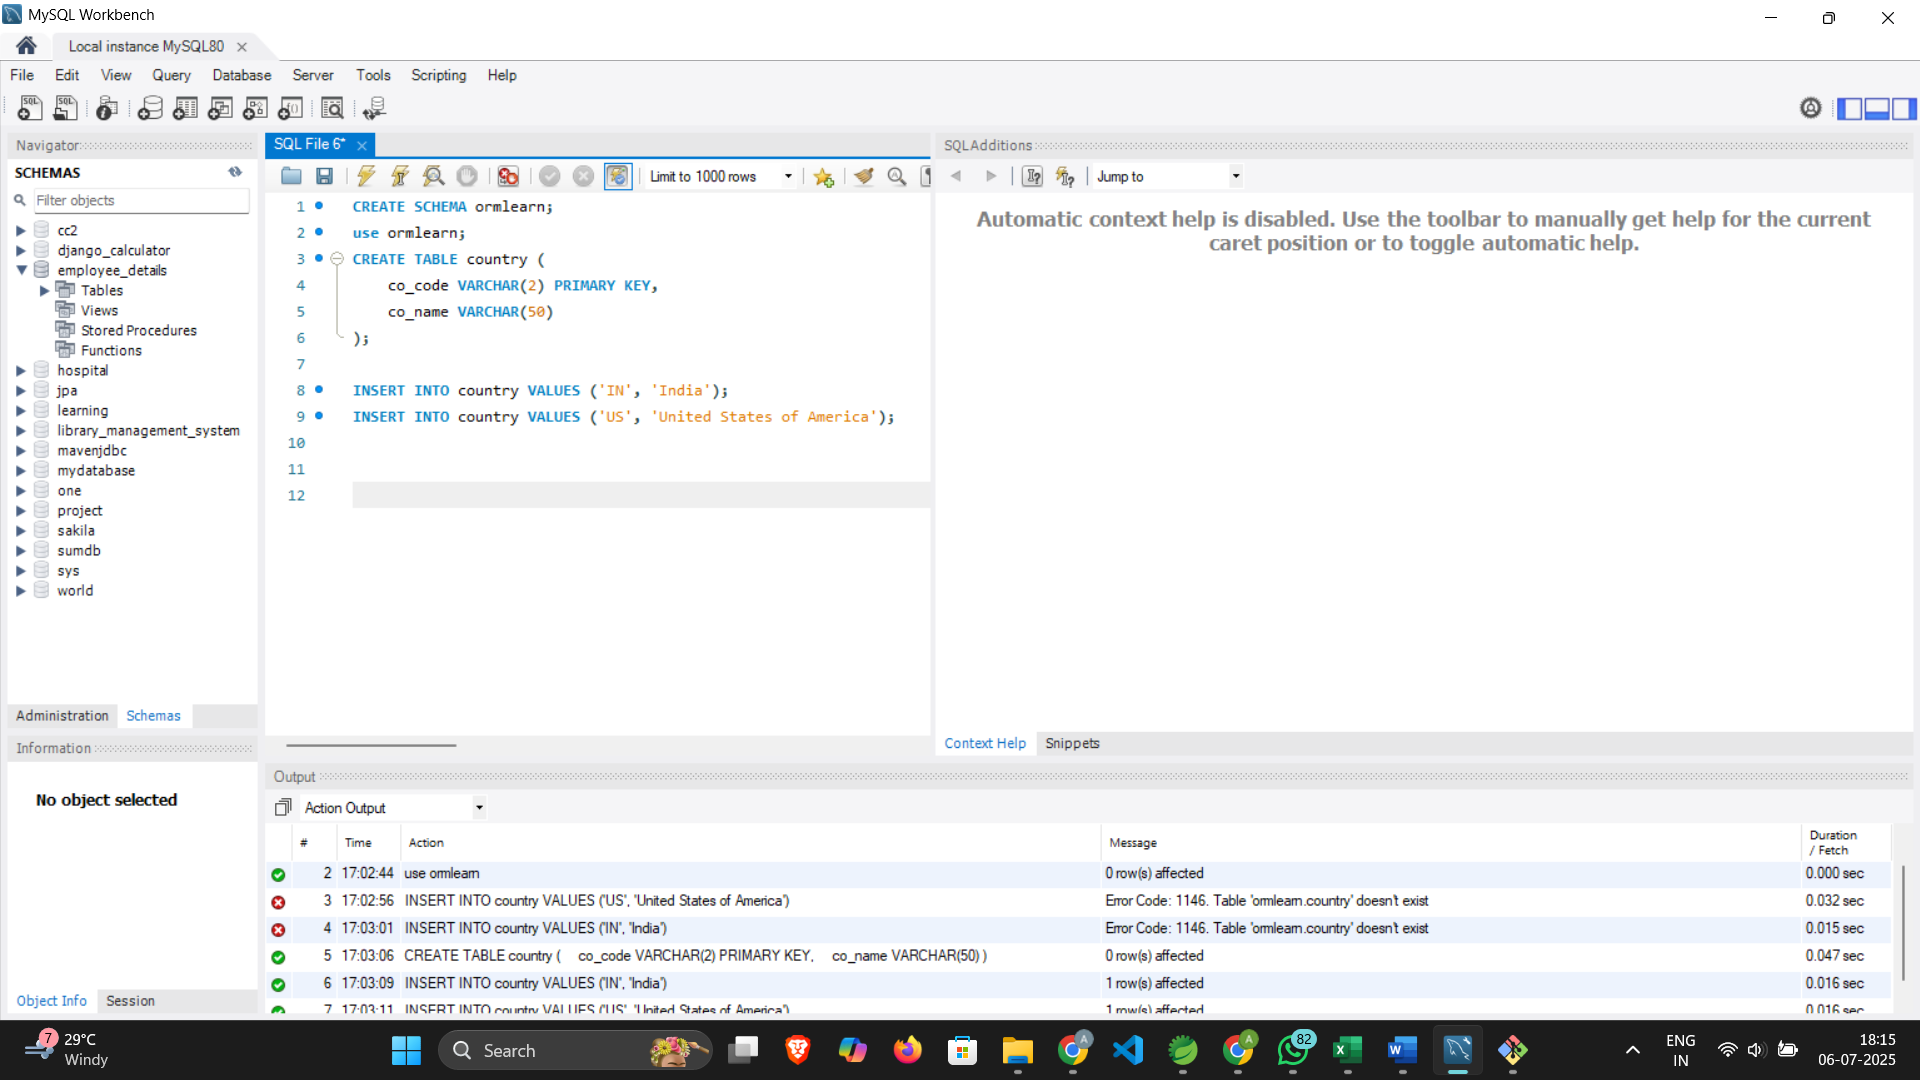 MySQL Workbench
Local instance MySQL80
File Edit View Query Database Server Tools Scripting Help
Navigator
SCHEMAS
Filter objects
cc2
django_calculator
employee_details
Tables
Views
Stored Procedures
Functions
hospital
jpa
learning
library_management_system
mavenjdbc
mydatabase
one
project
sakila
sumdb
sys
world
Administration Schemas
Information
No object selected
Object Info Session
SQL File 6*
Limit to 1000 rows
1 CREATE SCHEMA ormlearn;
2 use ormlearn;
3 CREATE TABLE country (
4 co_code VARCHAR(2) PRIMARY KEY,
5 co_name VARCHAR(50)
6 );
7
8 INSERT INTO country VALUES ('IN', 'India');
9 INSERT INTO country VALUES ('US', 'United States of America');
10
11
12
SQLAdditions
Jump to
Automatic context help is disabled. Use the toolbar to manually get help for the current
caret position or to toggle automatic help.
Context Help Snippets
Output
Action Output
# Time Action Message Duration / Fetch
2 17:02:44 use ormlearn 0 row(s) affected 0.000 sec
3 17:02:56 INSERT INTO country VALUES ('US', 'United States of America') Error Code: 1146. Table 'ormlearn.country' doesn't exist 0.032 sec
4 17:03:01 INSERT INTO country VALUES ('IN', 'India') Error Code: 1146. Table 'ormlearn.country' doesn't exist 0.015 sec
5 17:03:06 CREATE TABLE country ( co_code VARCHAR(2) PRIMARY KEY, co_name VARCHAR(50) ) 0 row(s) affected 0.047 sec
6 17:03:09 INSERT INTO country VALUES ('IN', 'India') 1 row(s) affected 0.016 sec
7 17:03:11 INSERT INTO country VALUES ('US', 'United States of America') 1 row(s) affected 0.016 sec
7
29°C
Windy
Search
A
A
82
ENG
IN
18:15
06-07-2025